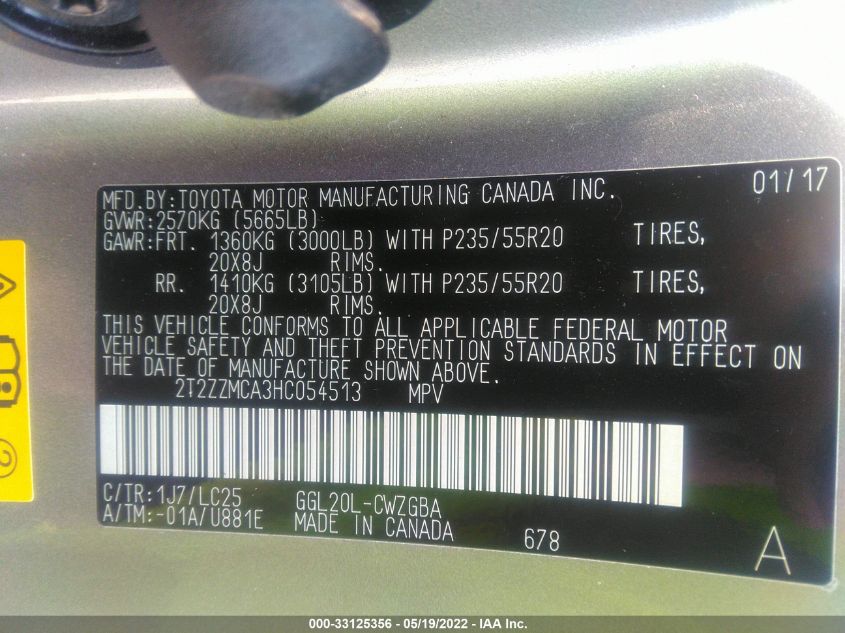 MFD.BY:TOYOTA MOTOR MANUFACTURING CANADA INC. 01/17
GVWR:2570KG (5665LB)
GAWR:FRT. 1360KG (3000LB) WITH P235/55R20 TIRES,
20X8J RIMS.
RR. 1410KG (3105LB) WITH P235/55R20 TIRES,
20X8J RIMS.
THIS VEHICLE CONFORMS TO ALL APPLICABLE FEDERAL MOTOR
VEHICLE SAFETY AND THEFT PREVENTION STANDARDS IN EFFECT ON
THE DATE OF MANUFACTURE SHOWN ABOVE.
2T2ZZMCA3HC054513 MPV
C/TR:1J7/LC25 GGL20L-CWZGBA
A/TM:-01A/U881E MADE IN CANADA 678
A
2
000-33125356 - 05/19/2022 - IAA Inc.